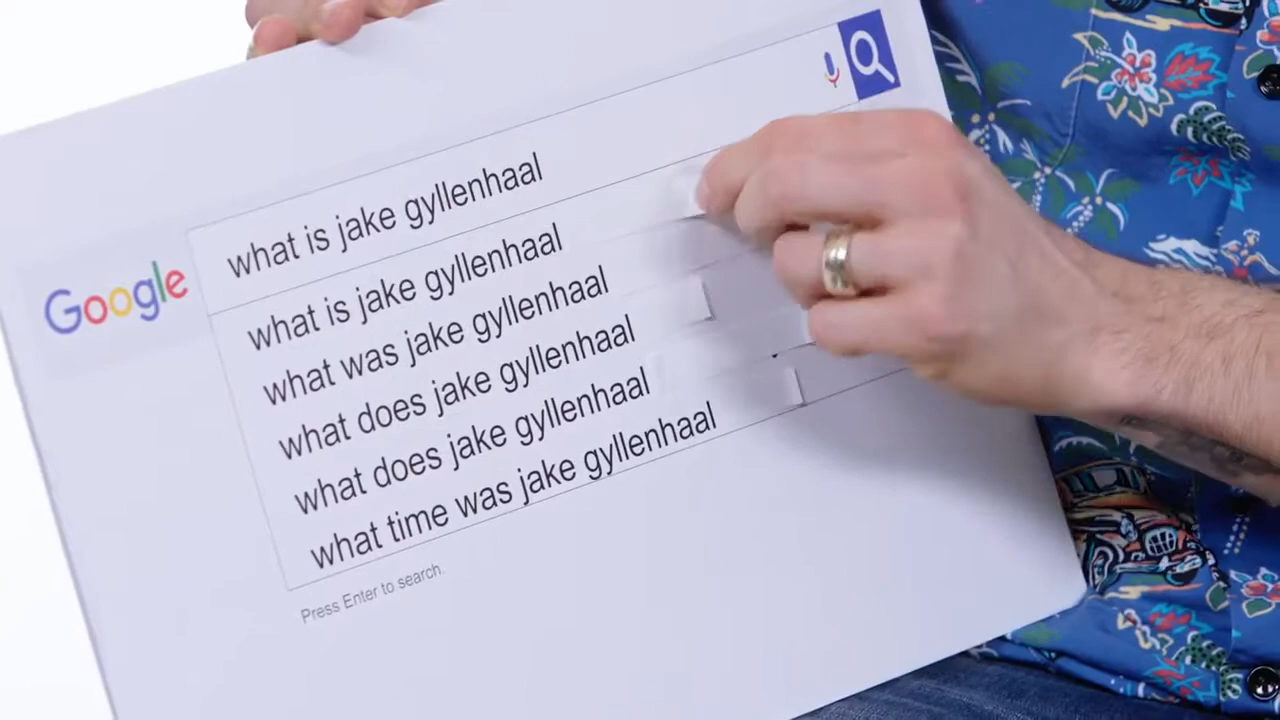 what is jake gyllenhaal
Google
what is jake gyllenhaal
what was jake gyllenhaal
what does jake gyllenhaal
what does jake gyllenhaal
what time was jake gyllenhaal
Press Enter to search.